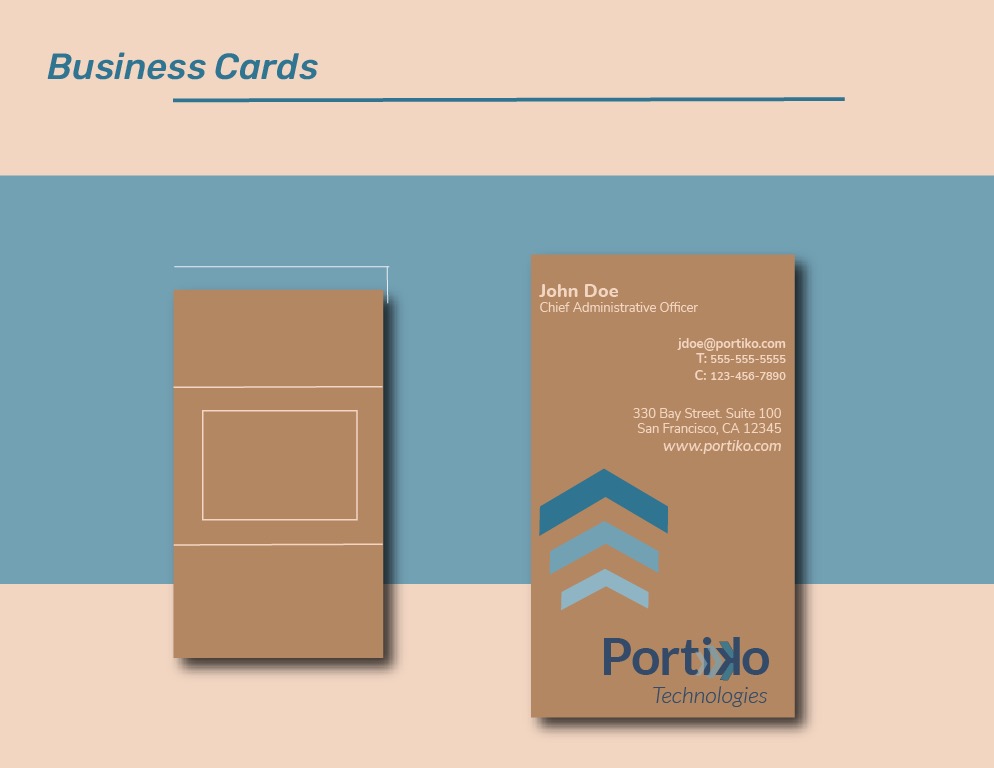 Business Cards
John Doe
Chief Administrative Officer
jdoe@portiko.com
T: 555-555-5555
C: 123-456-7890
330 Bay Street. Suite 100
San Francisco, CA 12345
www.portiko.com
Portiko
Technologies